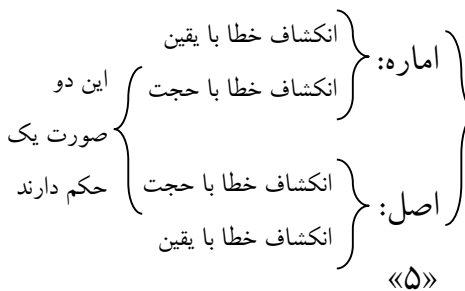 اماره:
انکشاف خطا با یقین
انکشاف خطا با حجت
اصل:
انکشاف خطا با حجت
انکشاف خطا با یقین
این دو
صورت یک
حکم دارند
«۵»